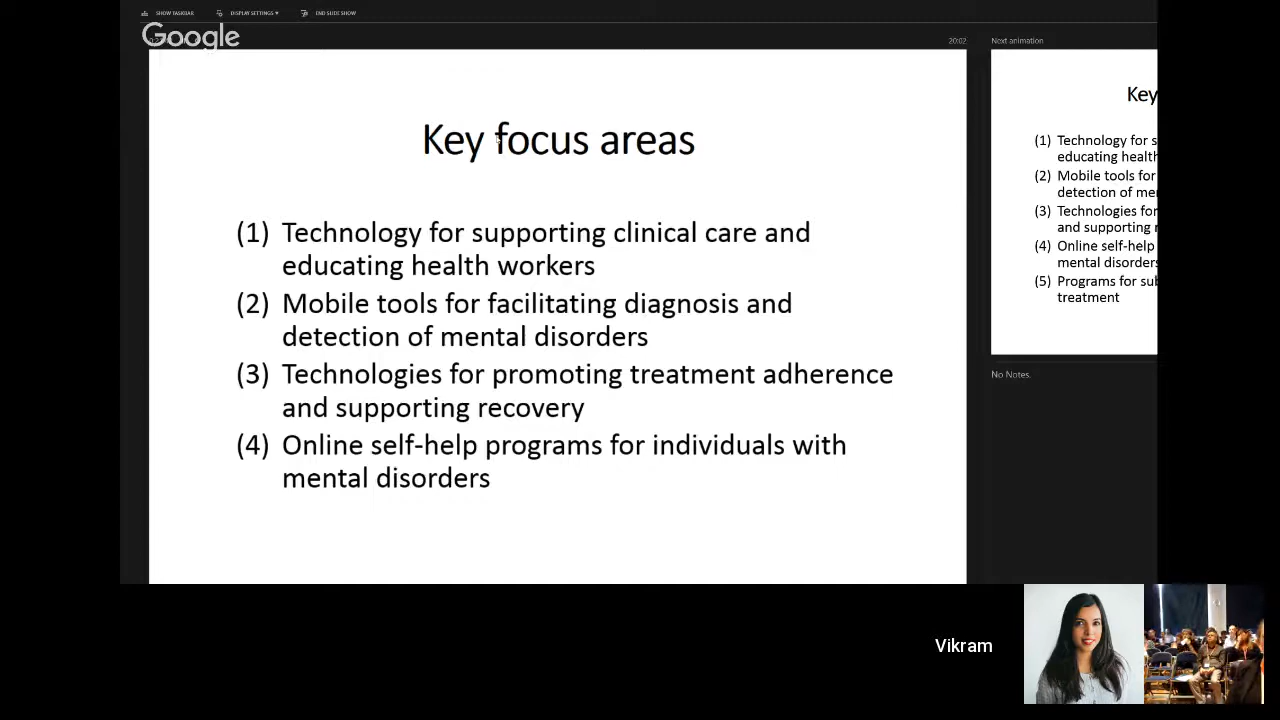 SHOW TASKBAR
DISPLAY SETTINGS
END SLIDE SHOW
Google
20:02
Key focus areas
(1) Technology for supporting clinical care and
educating health workers
(2) Mobile tools for facilitating diagnosis and
detection of mental disorders
(3) Technologies for promoting treatment adherence
and supporting recovery
(4) Online self-help programs for individuals with
mental disorders
Next animation
Key
(1) Technology for s
educating health
(2) Mobile tools for
detection of me
(3) Technologies for
and supporting
(4) Online self-help
mental disorders
(5) Programs for sub
treatment
No Notes.
Vikram